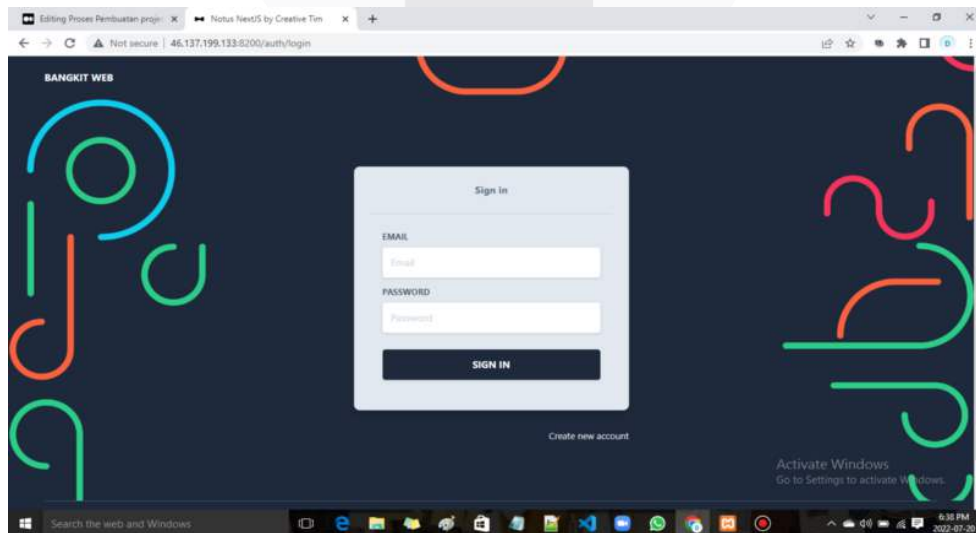 Editing Proses Pembuatan proje
Notus NextJS by Creative Tim
Not secure | 46.137.199.133:8200/auth/login
BANGKIT WEB
Sign in
EMAIL
Email
PASSWORD
Password
SIGN IN
Create new account
Activate Windows
Go to Settings to activate Windows.
Search the web and Windows
6:38 PM
2022-07-20